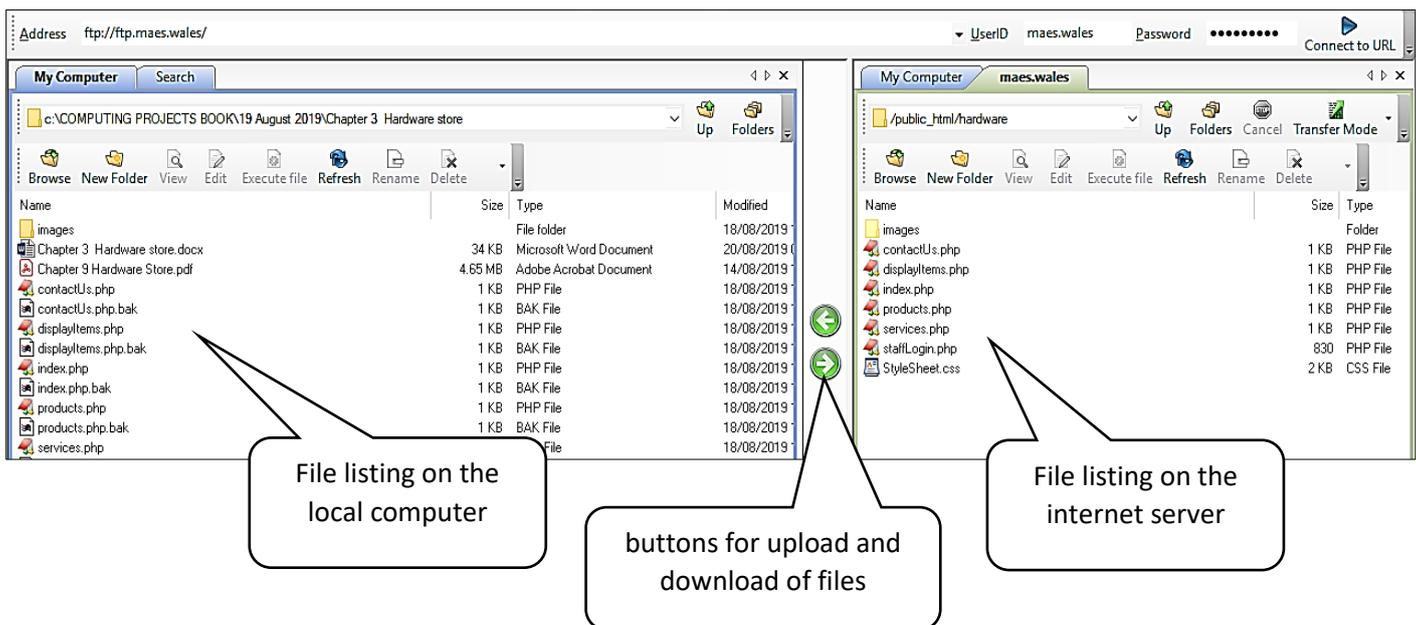 Address ftp://ftp.maes.wales/ UserID maes.wales Password ●●●●●●●●● Connect to URL
My Computer Search
c:\COMPUTING PROJECTS BOOK\19 August 2019\Chapter 3 Hardware store Up Folders
Browse New Folder View Edit Execute file Refresh Rename Delete
Name Size Type Modified
images File folder 18/08/2019
Chapter 3 Hardware store.docx 34 KB Microsoft Word Document 20/08/2019
Chapter 9 Hardware Store.pdf 4.65 MB Adobe Acrobat Document 14/08/2019
contactUs.php 1 KB PHP File 18/08/2019
contactUs.php.bak 1 KB BAK File 18/08/2019
displayItems.php 1 KB PHP File 18/08/2019
displayItems.php.bak 1 KB BAK File 18/08/2019
index.php 1 KB PHP File 18/08/2019
index.php.bak 1 KB BAK File 18/08/2019
products.php 1 KB PHP File 18/08/2019
products.php.bak 1 KB BAK File 18/08/2019
services.php File 18/08/2019
My Computer maes.wales
/public_html/hardware Up Folders Cancel Transfer Mode
Browse New Folder View Edit Execute file Refresh Rename Delete
Name Size Type
images Folder
contactUs.php 1 KB PHP File
displayItems.php 1 KB PHP File
index.php 1 KB PHP File
products.php 1 KB PHP File
services.php 1 KB PHP File
staffLogin.php 830 PHP File
StyleSheet.css 2 KB CSS File
File listing on the
local computer
buttons for upload and
download of files
File listing on the
internet server